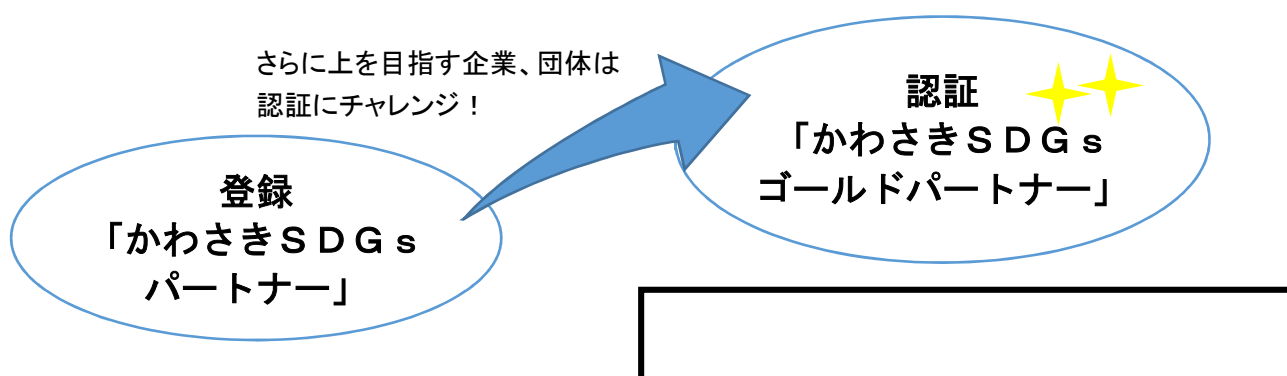 さらに上を目指す企業、団体は
認証にチャレンジ！
認証
「かわさきＳＤＧｓ
ゴールドパートナー」
登録
「かわさきＳＤＧｓ
パートナー」